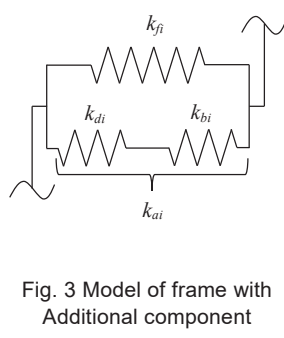 k_fi
k_di k_bi
k_ai
Fig. 3 Model of frame with
Additional component